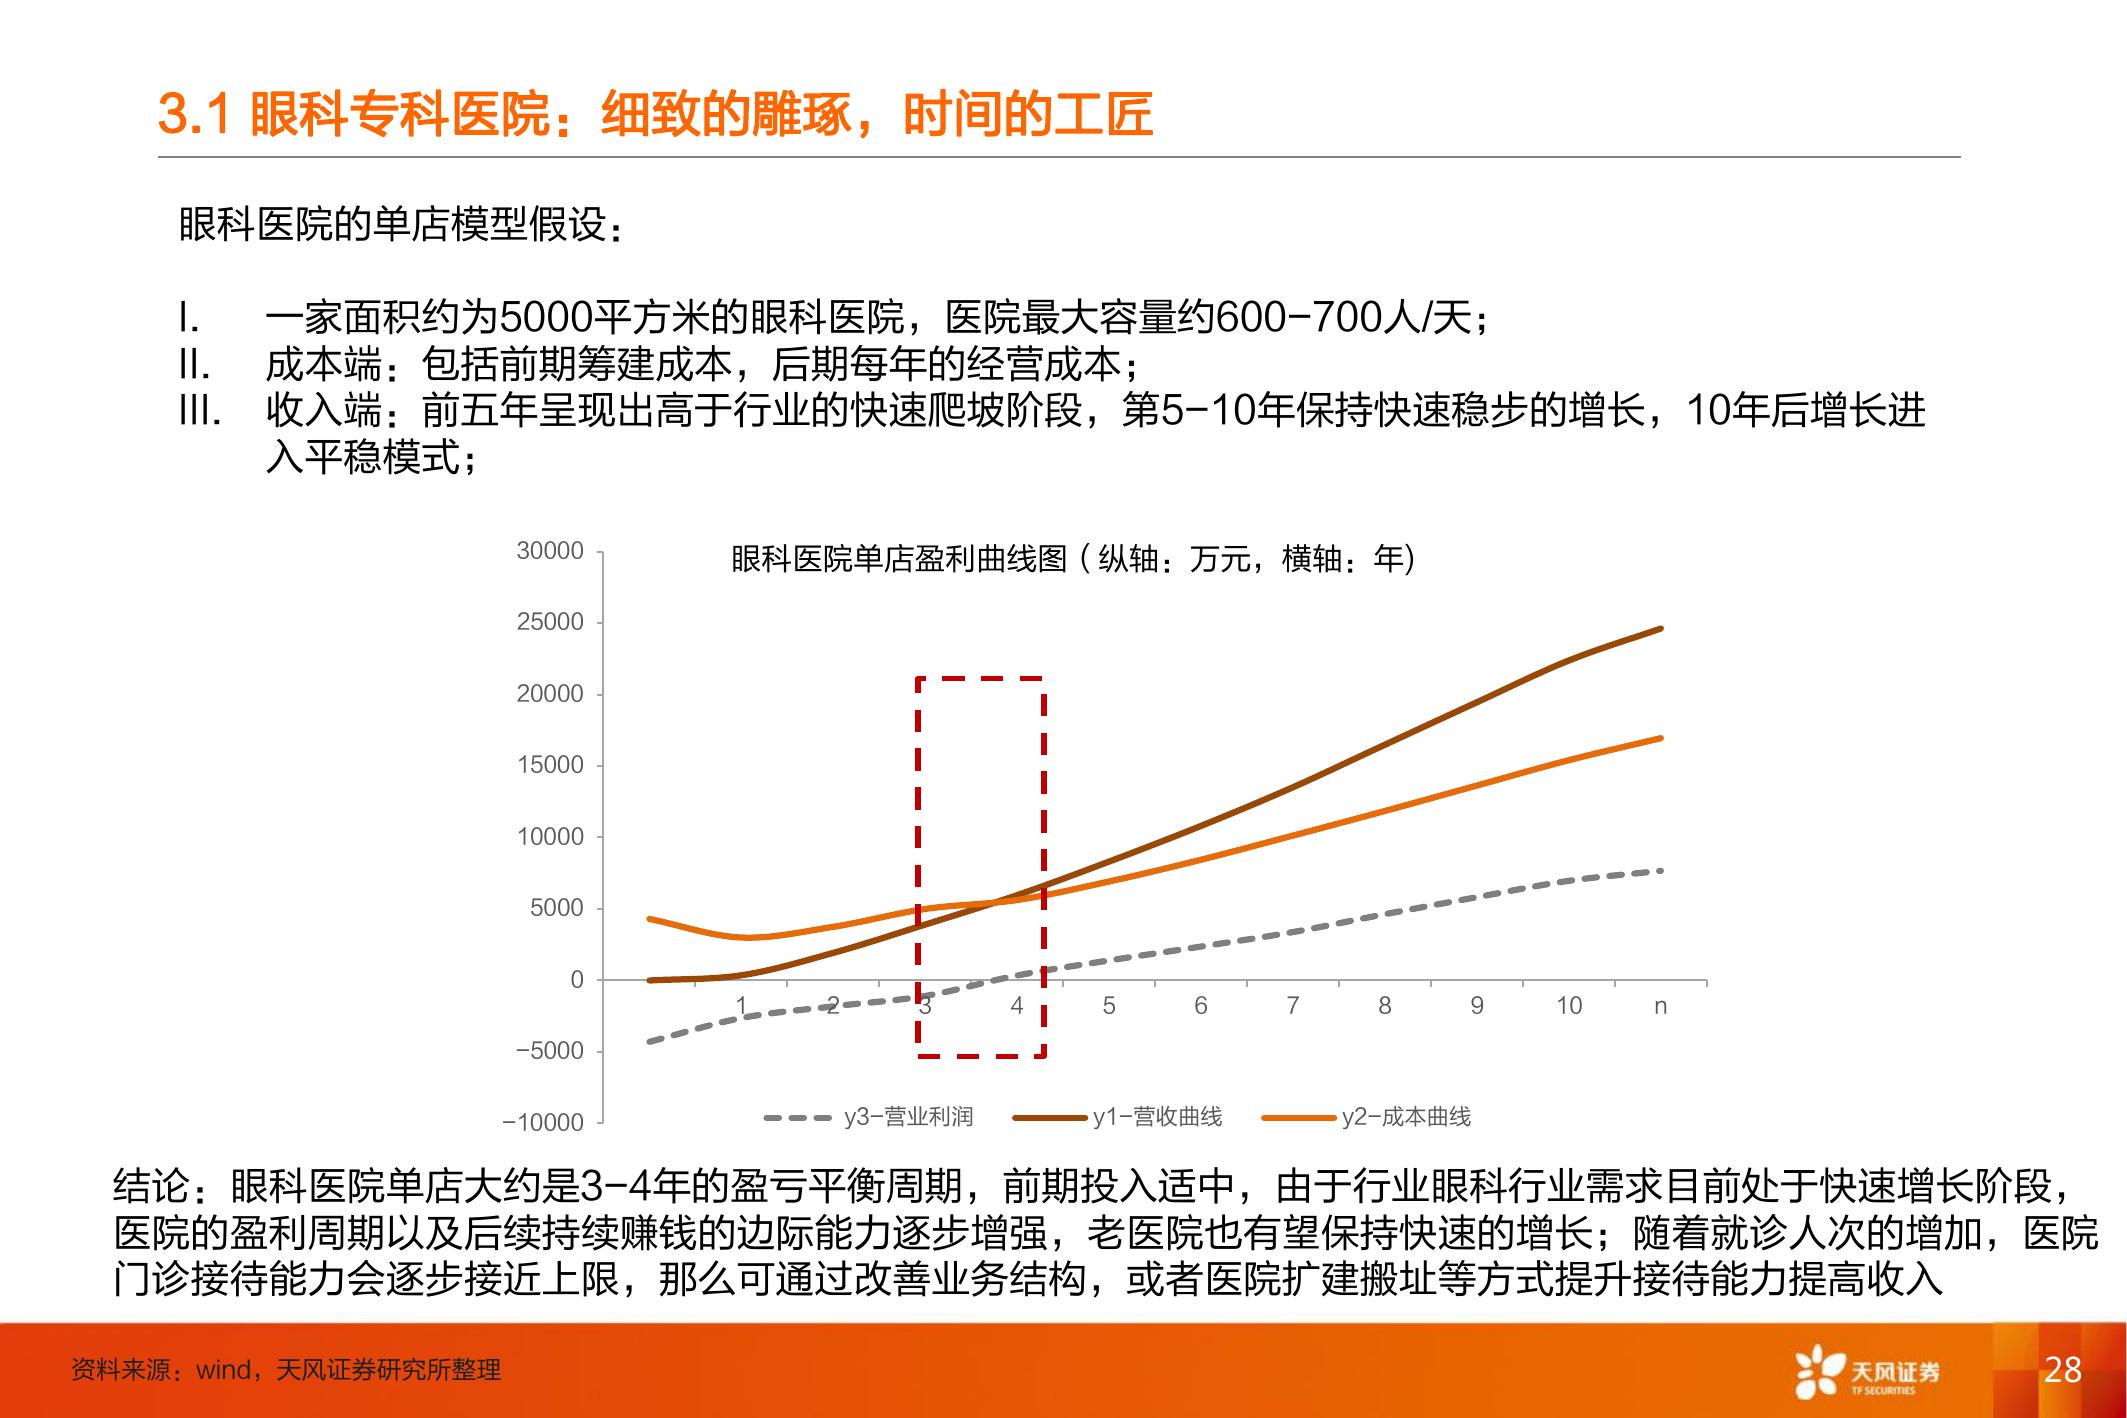 3.1 眼科专科医院：细致的雕琢，时间的工匠
眼科医院的单店模型假设：
I. 一家面积约为5000平方米的眼科医院，医院最大容量约600-700人/天；
II. 成本端：包括前期筹建成本，后期每年的经营成本；
III. 收入端：前五年呈现出高于行业的快速爬坡阶段，第5-10年保持快速稳步的增长，10年后增长进
入平稳模式；
眼科医院单店盈利曲线图（纵轴：万元，横轴：年)
30000
25000
20000
15000
10000
5000
0
-5000
-10000
1 2 3 4 5 6 7 8 9 10 n
y3-营业利润 y1-营收曲线 y2-成本曲线
结论：眼科医院单店大约是3-4年的盈亏平衡周期，前期投入适中，由于行业眼科行业需求目前处于快速增长阶段，
医院的盈利周期以及后续持续赚钱的边际能力逐步增强，老医院也有望保持快速的增长；随着就诊人次的增加，医院
门诊接待能力会逐步接近上限，那么可通过改善业务结构，或者医院扩建搬址等方式提升接待能力提高收入
资料来源：wind，天风证券研究所整理
天风证券
TF SECURITIES
28